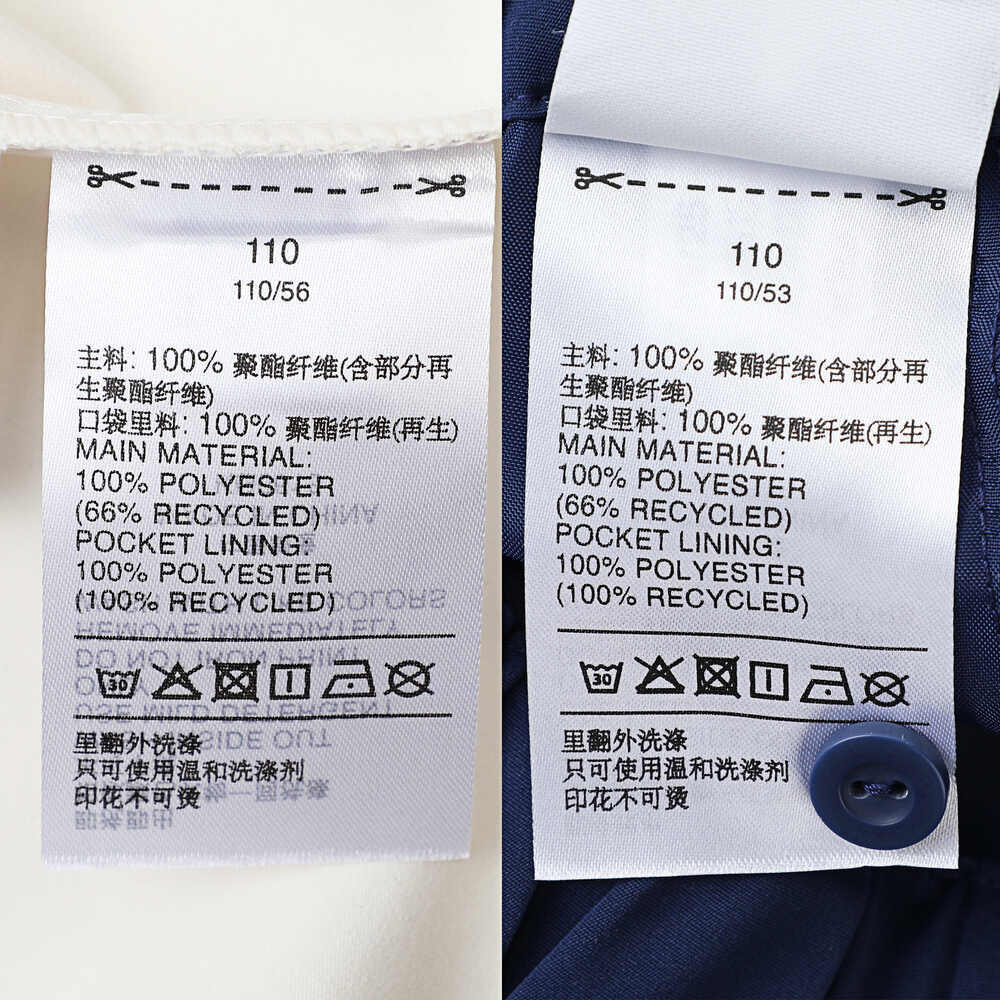 110
110/56
主料: 100% 聚酯纤维(含部分再
生聚酯纤维)
口袋里料: 100% 聚酯纤维(再生)
MAIN MATERIAL:
100% POLYESTER
(66% RECYCLED)
POCKET LINING:
100% POLYESTER
(100% RECYCLED)
30
里翻外洗涤
只可使用温和洗涤剂
印花不可烫
110
110/53
主料: 100% 聚酯纤维(含部分再
生聚酯纤维)
口袋里料: 100% 聚酯纤维(再生)
MAIN MATERIAL:
100% POLYESTER
(66% RECYCLED)
POCKET LINING:
100% POLYESTER
(100% RECYCLED)
30
里翻外洗涤
只可使用温和洗涤剂
印花不可烫